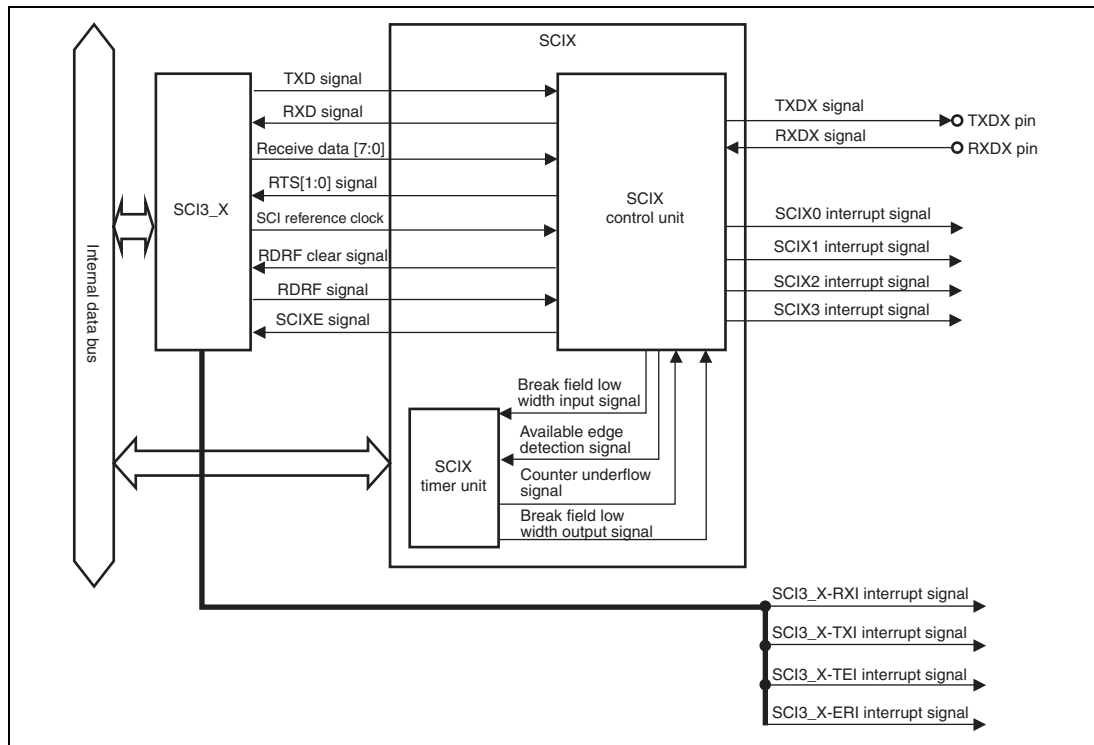 SCIX
TXD signal
RXD signal
Receive data [7:0]
RTS[1:0] signal
SCI reference clock
RDRF clear signal
RDRF signal
SCIXE signal
Internal data bus
SCI3_X
SCIX
control unit
TXDX signal
TXDX pin
RXDX signal
RXDX pin
SCIX0 interrupt signal
SCIX1 interrupt signal
SCIX2 interrupt signal
SCIX3 interrupt signal
SCIX
timer unit
Break field low
width input signal
Available edge
detection signal
Counter underflow
signal
Break field low
width output signal
SCI3_X-RXI interrupt signal
SCI3_X-TXI interrupt signal
SCI3_X-TEI interrupt signal
SCI3_X-ERI interrupt signal